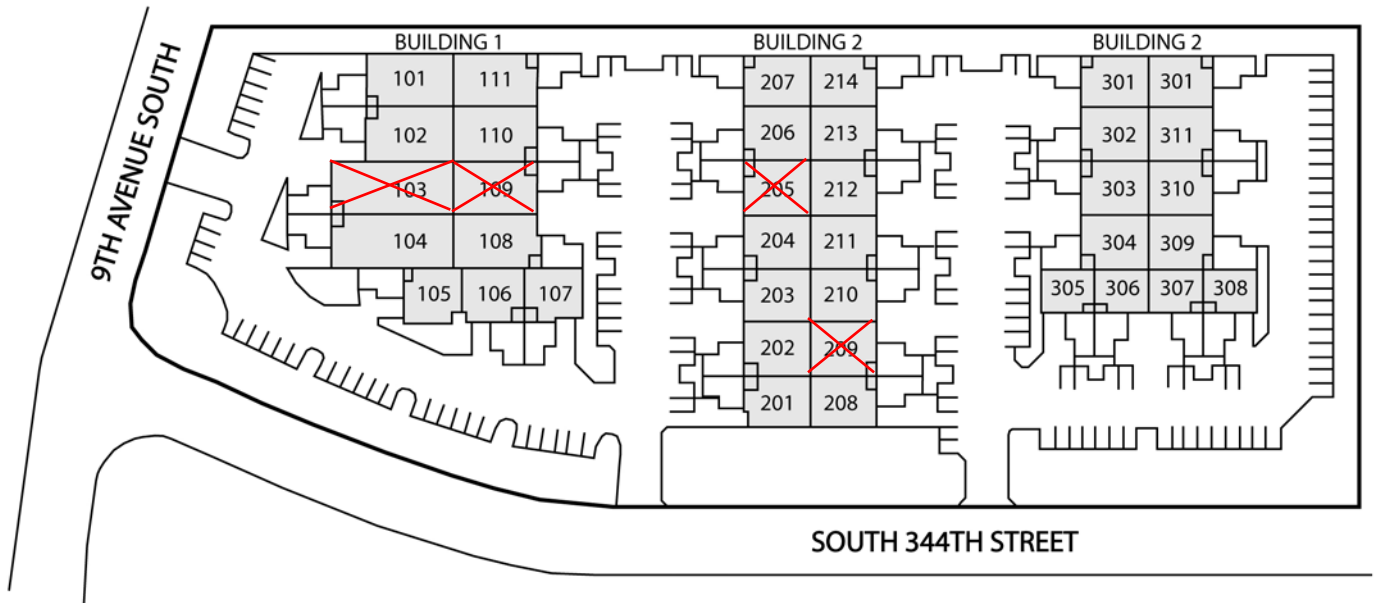 BUILDING 1
BUILDING 2
BUILDING 2
101 111
207 214
301 301
102 110
206 213
302 311
103 109
205 212
303 310
104 108
204 211
304 309
105 106 107
203 210
305 306 307 308
202 209
201 208
9TH AVENUE SOUTH
SOUTH 344TH STREET